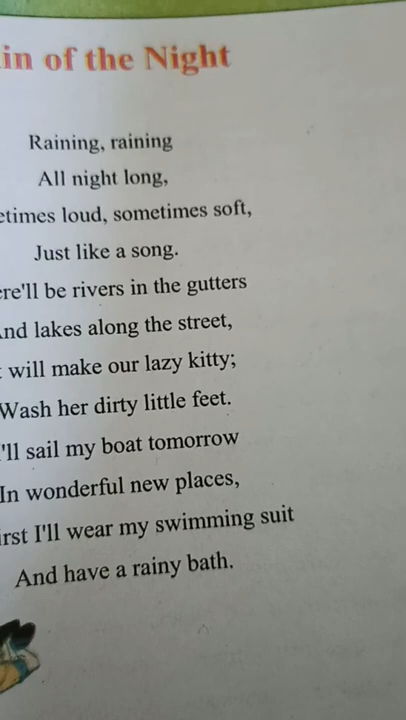 in of the Night
Raining, raining
All night long,
etimes loud, sometimes soft,
Just like a song.
ere'll be rivers in the gutters
And lakes along the street,
will make our lazy kitty;
Wash her dirty little feet.
'll sail my boat tomorrow
In wonderful new places,
irst I'll wear my swimming suit
And have a rainy bath.